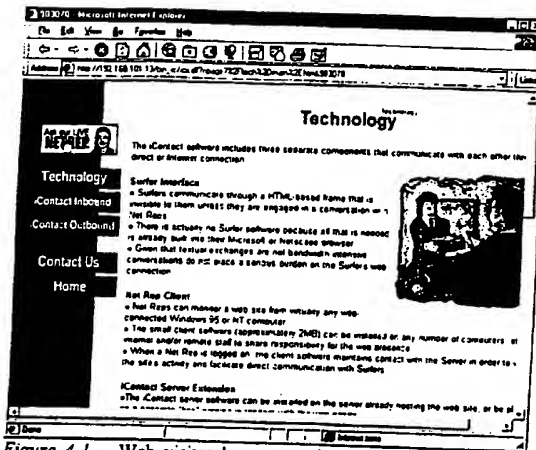 903070 - Microsoft Internet Explorer
File Edit View Go Favorites Help
Address
Links
Technology
Ask our LIVE
NETREP
Technology
iContact Inbound
iContact Outbound
Contact Us
Home
The iContact software includes three separate components that communicate with each other
direct or Internet connection
Surfer Interface
Surfers communicate through a HTML-based frame that is
invisible to them unless they are engaged in a conversation
Net Reps
There is actually no Surfer software because all that is needed
is already built into their Microsoft or Netscape browser
Given that textual exchanges are not bandwidth intensive
conversations do not place a serious burden on the Surfers web
connection
Net Rep Client
Net Reps can monitor a web site from virtually any web-
connected Windows 95 or NT computer
The small client software (approximately 2MB) can be installed on any number of computers
internal and/or remote staff to share responsibility for the web presence
When a Net Rep is logged on, the client software maintains contact with the Server in order to
the site's activity and facilitate direct communication with Surfers
iContact Server Extension
The iContact server software can be installed on the server already hosting the web site, or be
Done
Internet zone
Figure 4.1